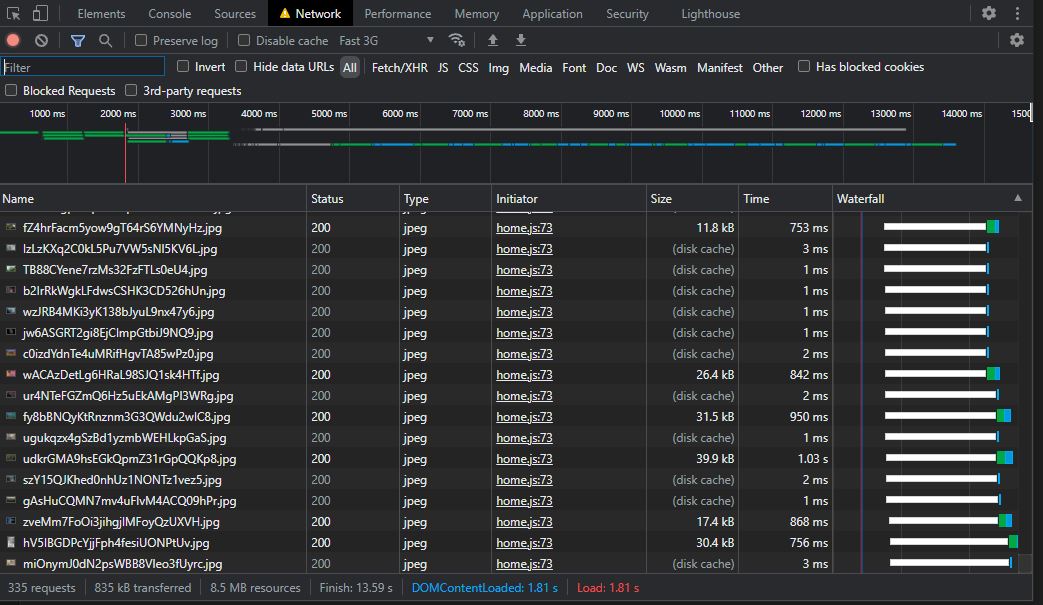 Elements Console Sources Network Performance Memory Application Security Lighthouse
Preserve log Disable cache Fast 3G
Filter Invert Hide data URLs All Fetch/XHR JS CSS Img Media Font Doc WS Wasm Manifest Other Has blocked cookies
Blocked Requests 3rd-party requests
1000 ms 2000 ms 3000 ms 4000 ms 5000 ms 6000 ms 7000 ms 8000 ms 9000 ms 10000 ms 11000 ms 12000 ms 13000 ms 14000 ms 1500
Name Status Type Initiator Size Time Waterfall
fZ4hrFacm5yow9gT64rS6YMNyHz.jpg 200 jpeg home.js:73 11.8 kB 753 ms
200 jpeg home.js:73 (disk cache) 3 ms
TB88CYene7rzMs32FzFTLs0eU4.jpg 200 jpeg home.js:73 (disk cache) 1 ms
b2IrRkWgkLFdwsCSHK3CD526hUn.jpg 200 jpeg home.js:73 (disk cache) 1 ms
wzJRB4MKi3yK138bJyuL9nx47y6.jpg 200 jpeg home.js:73 (disk cache) 1 ms
jw6ASGRT2gi8EjCImpGtbiJ9NQ9.jpg 200 jpeg home.js:73 (disk cache) 1 ms
c0izdYdnTe4uMRifHgvTA85wPz0.jpg 200 jpeg home.js:73 (disk cache) 2 ms
wACAzDetLg6HRaL98SJQ1sk4HTf.jpg 200 jpeg home.js:73 26.4 kB 842 ms
ur4NTeFGZmQ6Hz5uEkAMgPI3WRg.jpg 200 jpeg home.js:73 (disk cache) 2 ms
fy8bBNQyKtRnznm3G3QWdu2wIC8.jpg 200 jpeg home.js:73 31.5 kB 950 ms
ugukqzx4gSzBd1yzmbWEHLkpGaS.jpg 200 jpeg home.js:73 (disk cache) 1 ms
udkrGMA9hsEGkQpmZ31rGpQQKp8.jpg 200 jpeg home.js:73 39.9 kB 1.03 s
szY15QJKhed0nhUz1NONTz1vez5.jpg 200 jpeg home.js:73 (disk cache) 2 ms
gAsHuCQMN7mv4uFlvM4ACQ09hPr.jpg 200 jpeg home.js:73 (disk cache) 1 ms
zveMm7FoOi3jihgjlMFoyQzUXVH.jpg 200 jpeg home.js:73 17.4 kB 868 ms
hV5IBGDPcYjjFph4fesiUONPtUv.jpg 200 jpeg home.js:73 30.4 kB 756 ms
miOnymJ0dN2psWBB8VIeo3fUyrc.jpg 200 jpeg home.js:73 (disk cache) 3 ms
335 requests 835 kB transferred 8.5 MB resources Finish: 13.59 s DOMContentLoaded: 1.81 s Load: 1.81 s